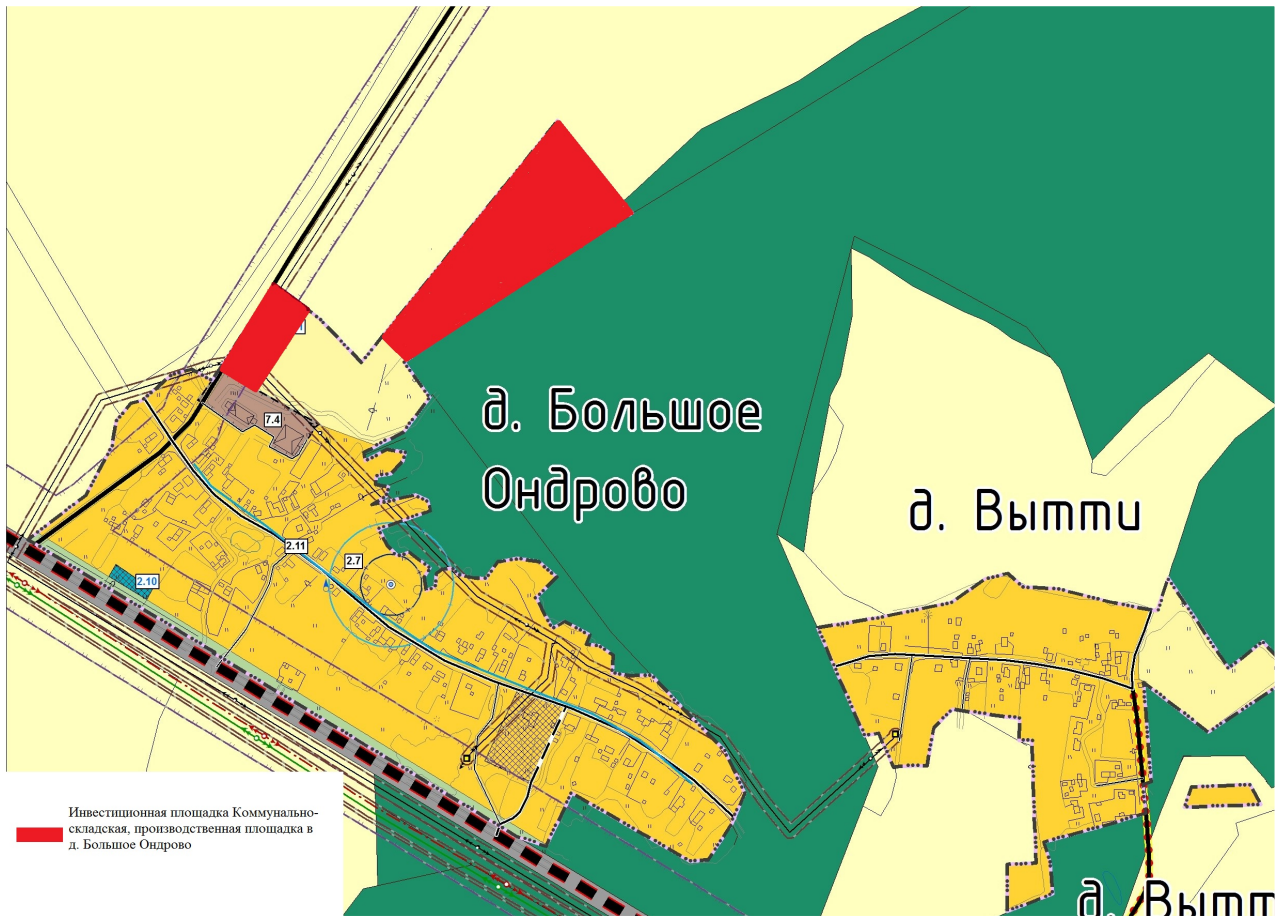 д. Большое
Ондрово
д. Вытти
7.4
2.11
2.7
2.10
Инвестиционная площадка Коммунально-
складская, производственная площадка в
д. Большое Ондрово
д. Вытт